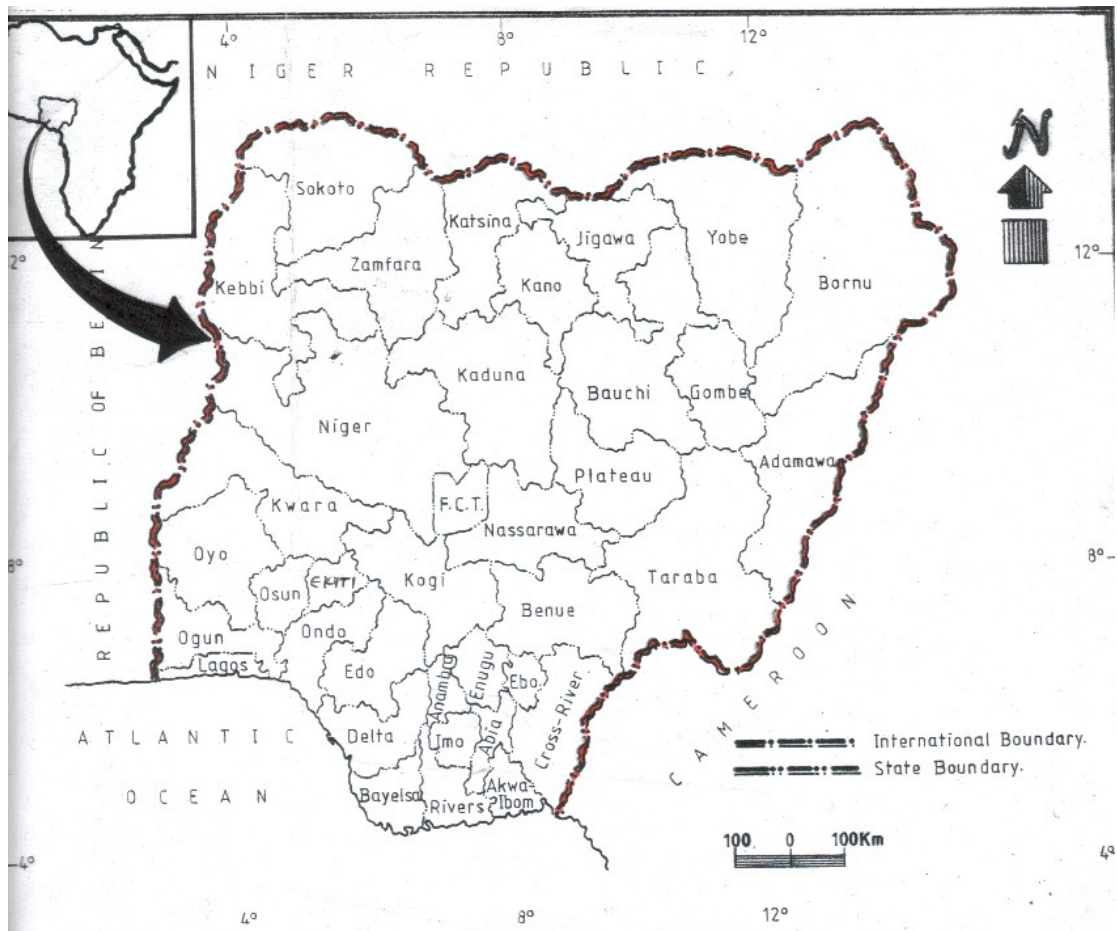 4° 8° 12°
NIGER REPUBLIC
N
Sokoto
Katsina
Jigawa
Yobe
12°
2°
Zamfara
Kebbi
Kano
Bornu
REPUBLIC OF BENIN
Kaduna
Bauchi
Gombe
Niger
Adamawa
Plateau
Kwara
F.C.T.
Nassarawa
Oyo
8°
8°
Kogi
Taraba
Osun
EKITI
Benue
Ogun
Ondo
Lagos
Edo
Anambra
Enugu
Ebo
Cross-River
CAMEROON
ATLANTIC
OCEAN
Delta
Imo
Abia
International Boundary.
State Boundary.
Bayelsa
Rivers
Akwa-
Ibom
100 0 100Km
4°
4°
4° 8° 12°